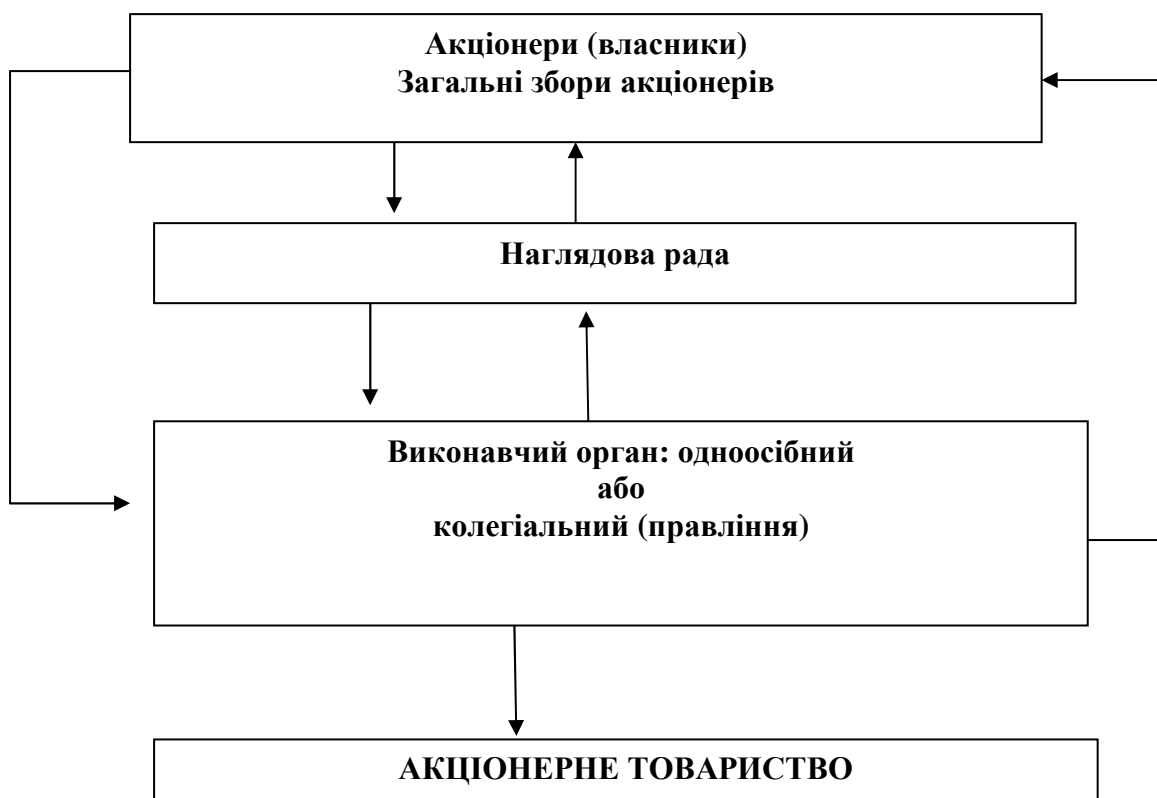 Акціонери (власники)
Загальні збори акціонерів
Наглядова рада
Виконавчий орган: одноосібний
або
колегіальний (правління)
АКЦІОНЕРНЕ ТОВАРИСТВО